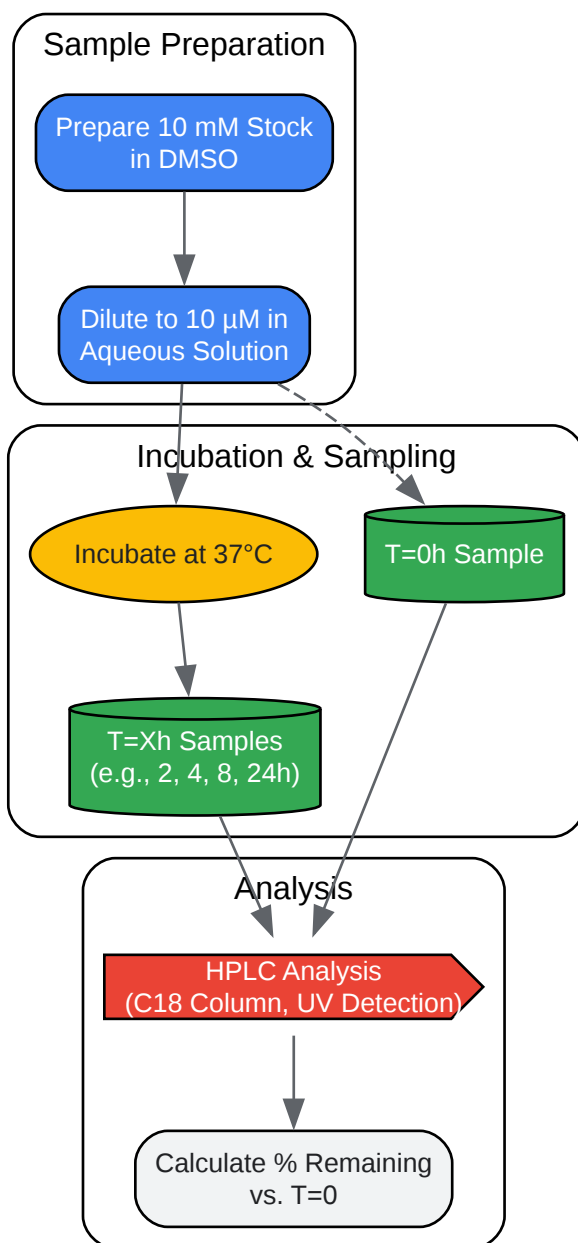 Sample Preparation
Prepare 10 mM Stock
in DMSO
Dilute to 10 µM in
Aqueous Solution
Incubation & Sampling
Incubate at 37°C
T=0h Sample
T=Xh Samples
(e.g., 2, 4, 8, 24h)
Analysis
HPLC Analysis
(C18 Column, UV Detection)
Calculate % Remaining
vs. T=0